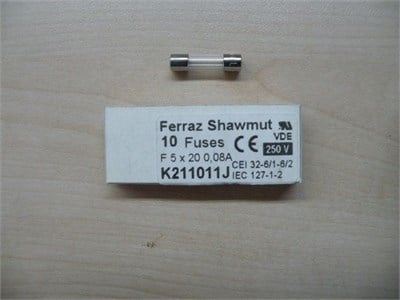 Ferraz Shawmut
10 Fuses CE VDE
F 5 x 20 0,08A 250 V
K211011J CEI 32-6/1-6/2
IEC 127-1-2